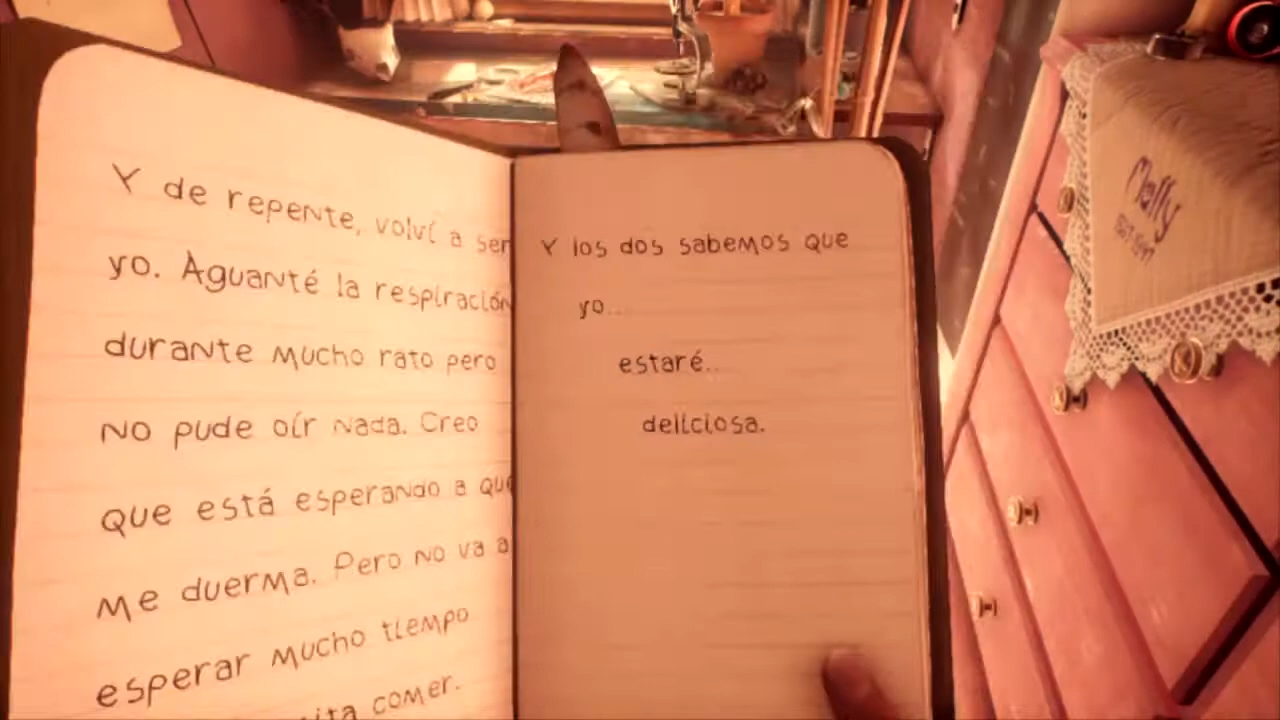 Y de repente, volví a ser
yo. Aguanté la respiración
durante mucho rato pero
no pude oír nada. Creo
que está esperando a que
me duerma. Pero no va a
esperar mucho tiempo
comer.
Y los dos sabemos que
yo...
estaré...
deliciosa.
Molly